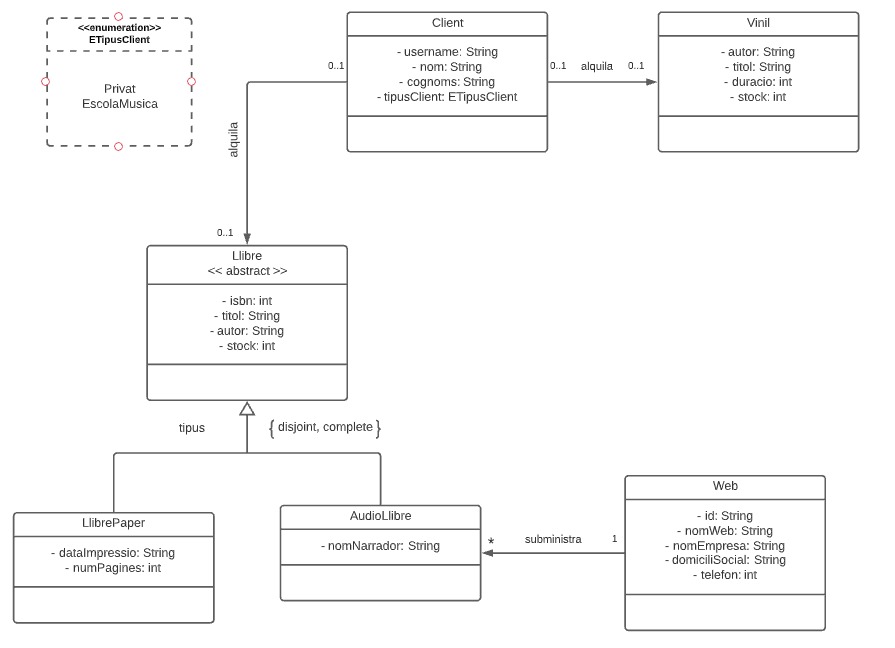 <<enumeration>>
ETipusClient
Privat
EscolaMusica
Client
- username: String
- nom: String
- cognoms: String
- tipusClient: ETipusClient
Vinil
- autor: String
- titol: String
- duracio: int
- stock: int
0..1
0..1
alquila
0..1
alquila
0..1
Llibre
<< abstract >>
- isbn: int
- titol: String
- autor: String
- stock: int
tipus
{ disjoint, complete }
LlibrePaper
- dataImpressio: String
- numPagines: int
AudioLlibre
- nomNarrador: String
*
subministra
1
Web
- id: String
- nomWeb: String
- nomEmpresa: String
- domiciliSocial: String
- telefon: int